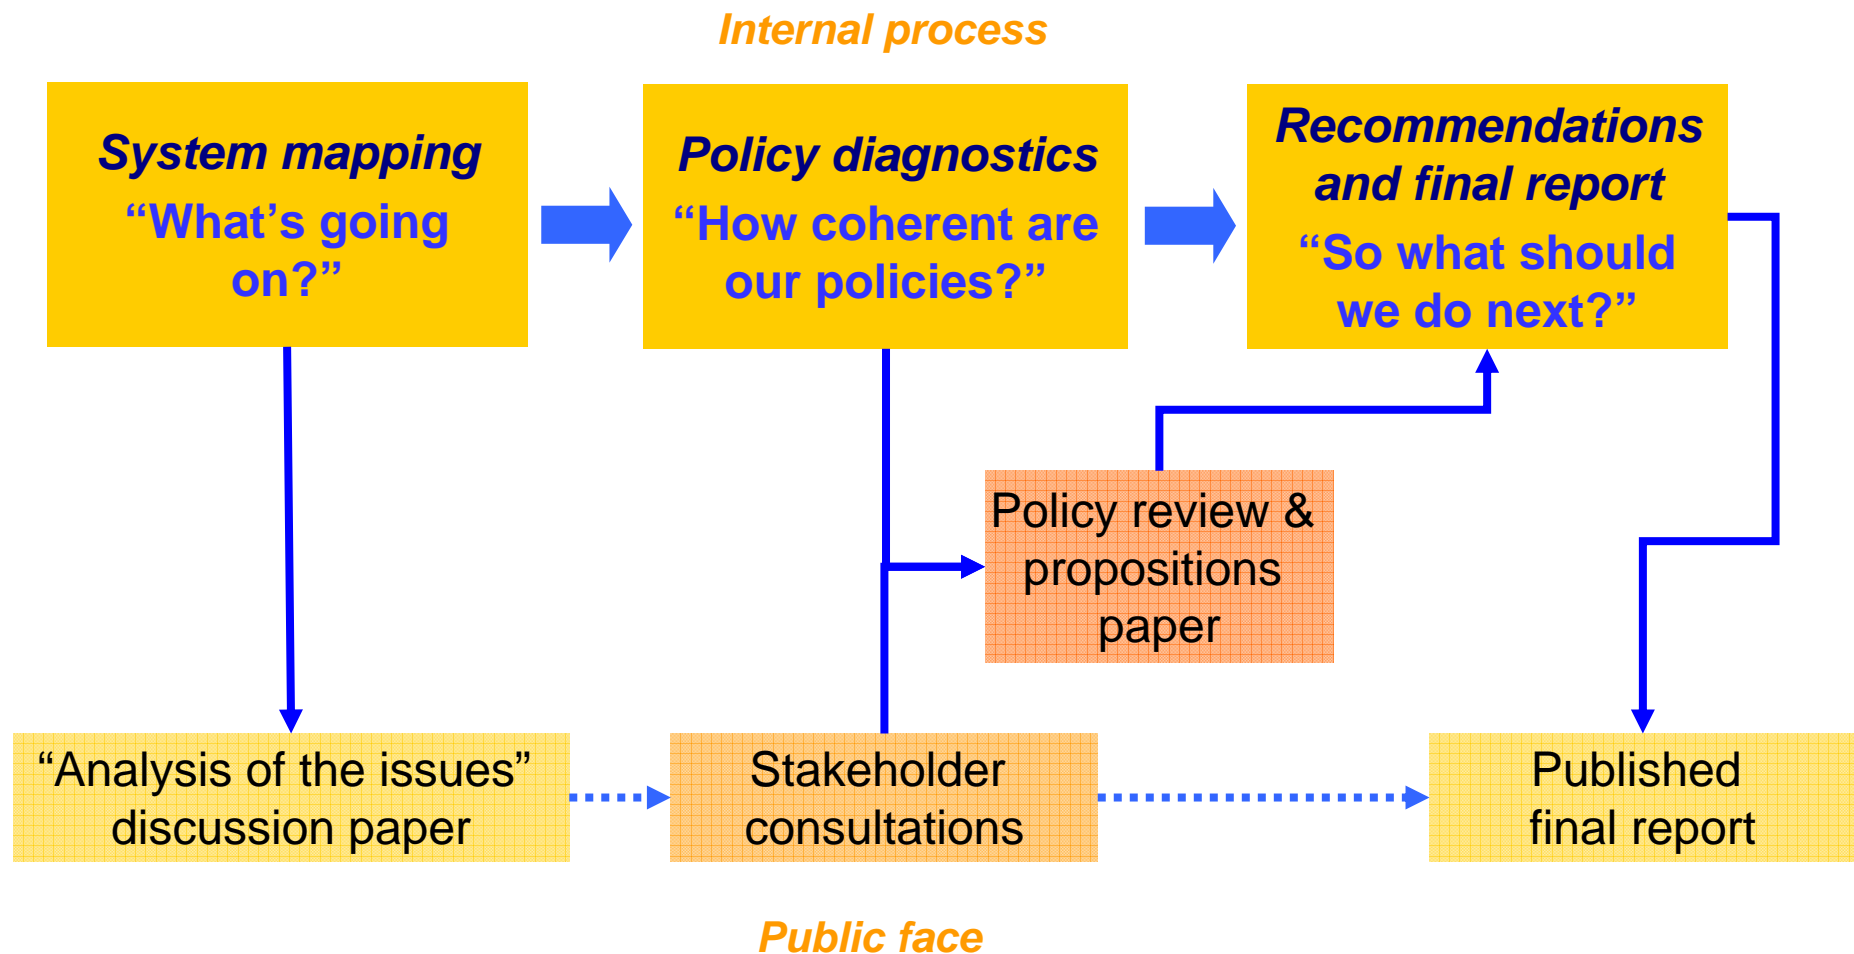 Internal process
System mapping
“What’s going
on?”
Policy diagnostics
“How coherent are
our policies?”
Recommendations
and final report
“So what should
we do next?”
Policy review &
propositions
paper
“Analysis of the issues”
discussion paper
Stakeholder
consultations
Published
final report
Public face